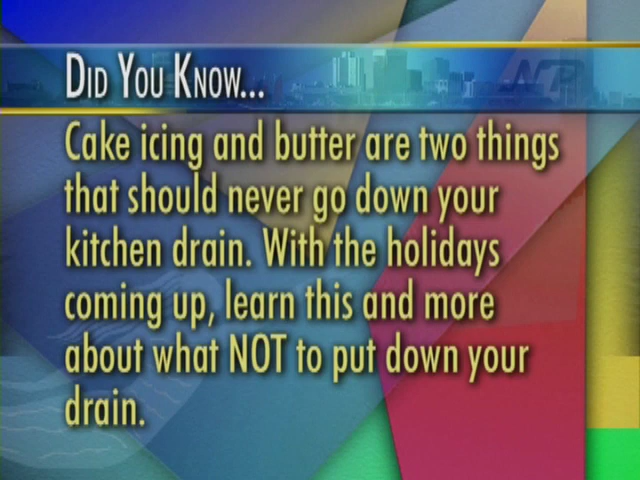 Did You Know...
Cake icing and butter are two things
that should never go down your
kitchen drain. With the holidays
coming up, learn this and more
about what NOT to put down your
drain.